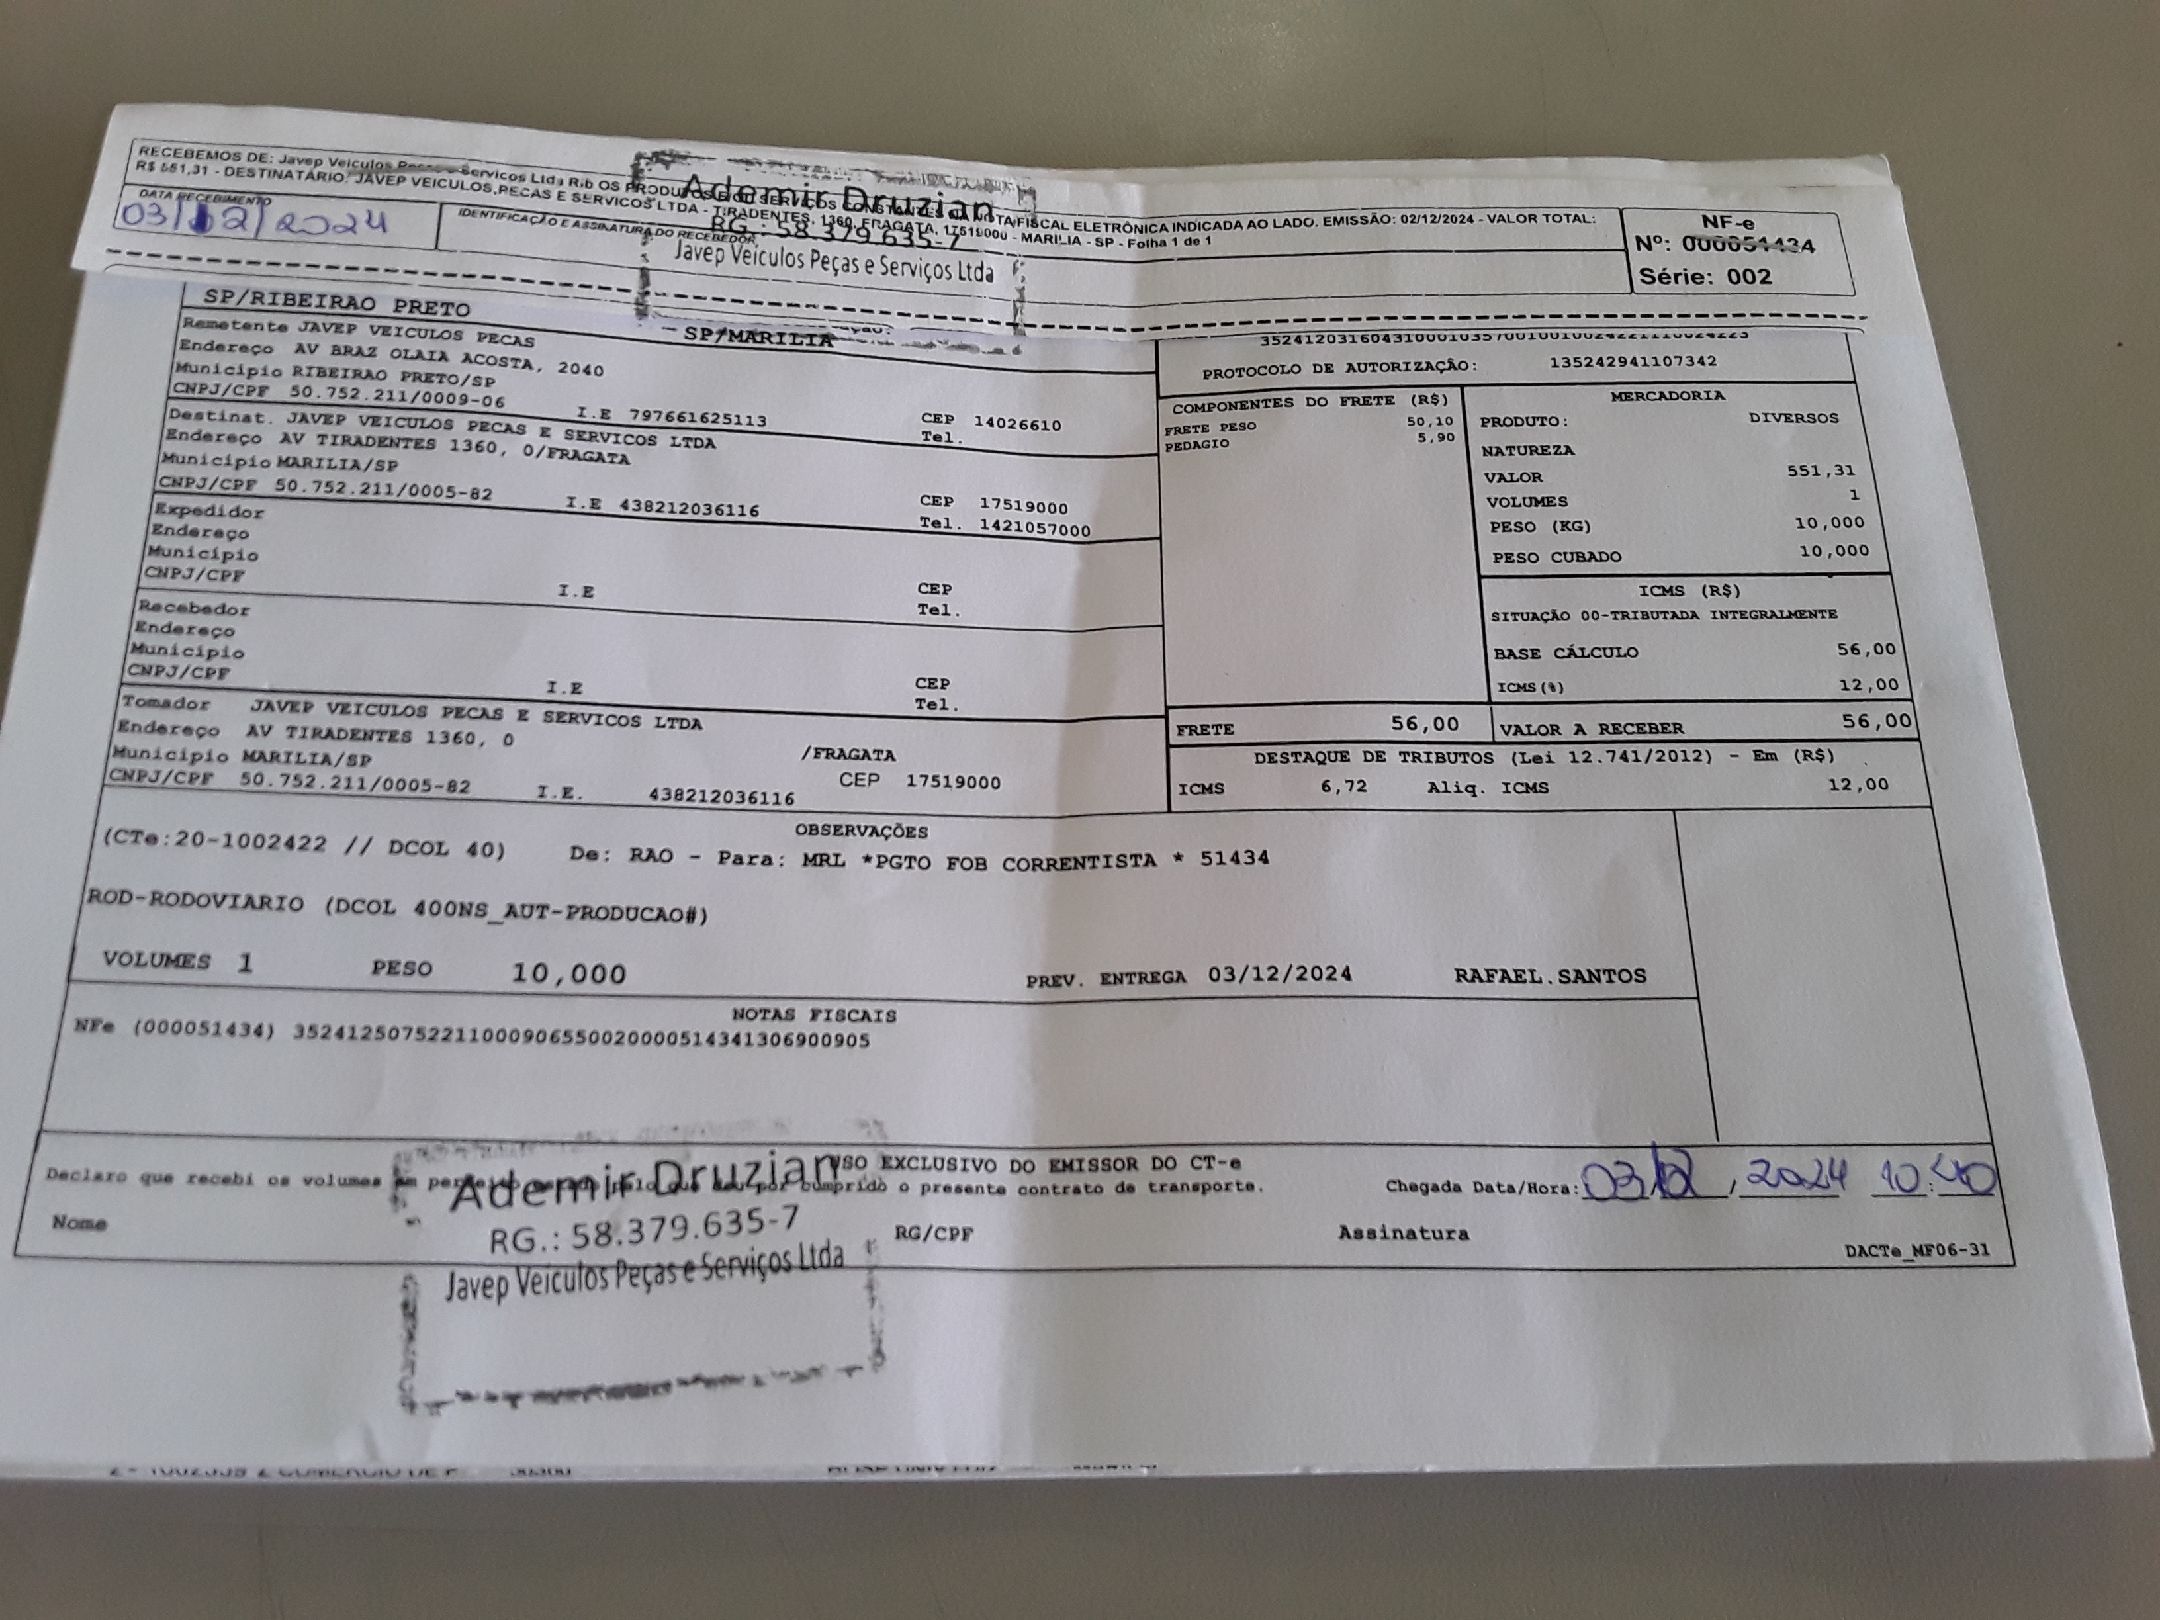 RECEBEMOS DE: Javep Veiculos Pecas e Servicos Ltda Rib OS PRODUTOS E/OU SERVIÇOS CONSTANTES DA NOTA FISCAL ELETRÔNICA INDICADA AO LADO. EMISSÃO: 02/12/2024 - VALOR TOTAL:
R$ 551,31 - DESTINATÁRIO: JAVEP VEICULOS,PECAS E SERVICOS LTDA - TIRADENTES, 1360, FRAGATA, 17519000 - MARILIA - SP - Folha 1 de 1
DATA RECEBIMENTO
03/12/2024
IDENTIFICAÇÃO E ASSINATURA DO RECEBEDOR
Ademir Druzian
RG.: 58.379.635-7
Javep Veículos Peças e Serviços Ltda
NF-e
Nº: 000051434
Série: 002
SP/RIBEIRAO PRETO
SP/MARILIA
Remetente JAVEP VEICULOS PECAS
Endereço AV BRAZ OLAIA ACOSTA, 2040
Município RIBEIRAO PRETO/SP
CNPJ/CPF 50.752.211/0009-06 I.E 797661625113 CEP 14026610
Tel.
Destinat. JAVEP VEICULOS PECAS E SERVICOS LTDA
Endereço AV TIRADENTES 1360, 0/FRAGATA
Município MARILIA/SP
CNPJ/CPF 50.752.211/0005-82 I.E 438212036116 CEP 17519000
Tel. 1421057000
Expedidor
Endereço
Município
CNPJ/CPF I.E CEP
Tel.
Recebedor
Endereço
Município
CNPJ/CPF I.E CEP
Tel.
Tomador JAVEP VEICULOS PECAS E SERVICOS LTDA
Endereço AV TIRADENTES 1360, 0 /FRAGATA
Município MARILIA/SP CEP 17519000
CNPJ/CPF 50.752.211/0005-82 I.E. 438212036116
PROTOCOLO DE AUTORIZAÇÃO: 135242941107342
COMPONENTES DO FRETE (R$)
FRETE PESO 50,10
PEDAGIO 5,90
MERCADORIA
PRODUTO: DIVERSOS
NATUREZA
VALOR 551,31
VOLUMES 1
PESO (KG) 10,000
PESO CUBADO 10,000
ICMS (R$)
SITUAÇÃO 00-TRIBUTADA INTEGRALMENTE
BASE CÁLCULO 56,00
ICMS(%) 12,00
FRETE 56,00 VALOR A RECEBER 56,00
DESTAQUE DE TRIBUTOS (Lei 12.741/2012) - Em (R$)
ICMS 6,72 Aliq. ICMS 12,00
OBSERVAÇÕES
(CTe:20-1002422 // DCOL 40) De: RAO - Para: MRL *PGTO FOB CORRENTISTA * 51434
ROD-RODOVIARIO (DCOL 400NS_AUT-PRODUCAO#)
VOLUMES 1 PESO 10,000 PREV. ENTREGA 03/12/2024 RAFAEL.SANTOS
NOTAS FISCAIS
NFe (000051434) 35241250752211000906550020000514341306900905
USO EXCLUSIVO DO EMISSOR DO CT-e
Declaro que recebi os volumes em cumprido o presente contrato de transporte.
Chegada Data/Hora: 03/12/2024 10:40
Nome RG/CPF Assinatura
DACTe_MF06-31
Ademir Druzian
RG.: 58.379.635-7
Javep Veículos Peças e Serviços Ltda